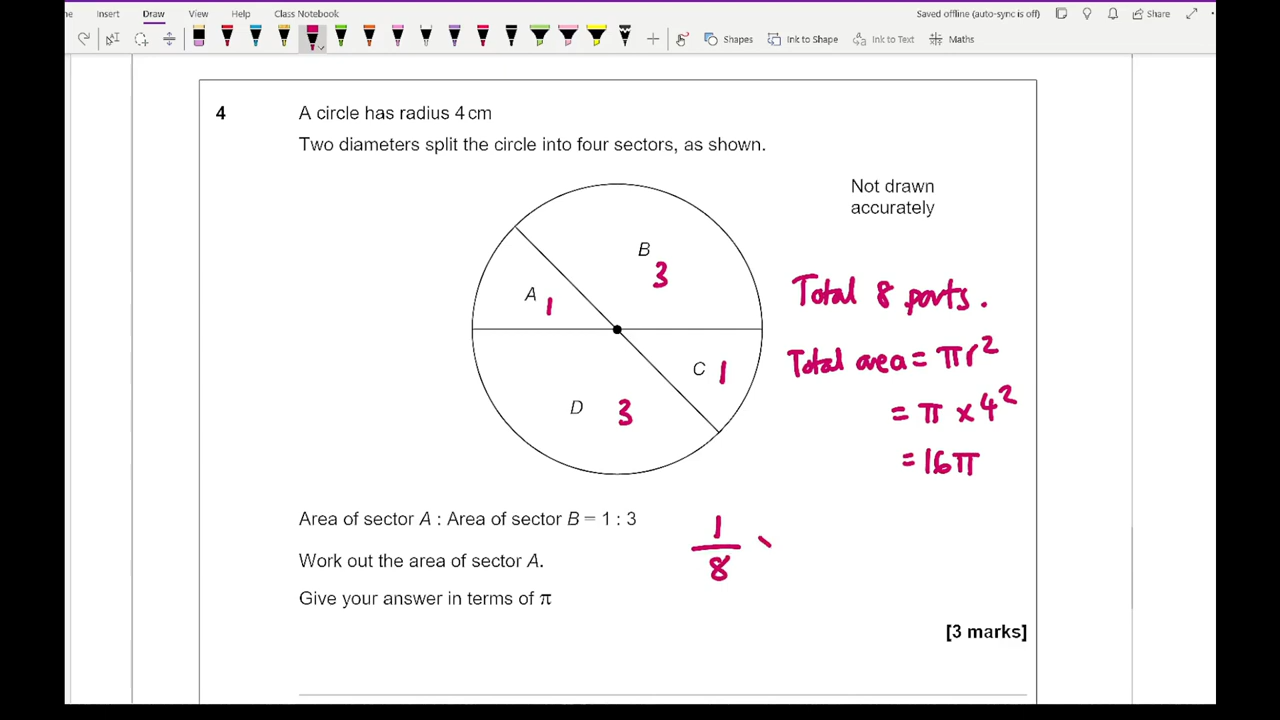 me Insert Draw View Help Class Notebook Saved offline (auto-sync is off) Share
Shapes Ink to Shape Ink to Text Maths
4 A circle has radius 4 cm
Two diameters split the circle into four sectors, as shown.
Not drawn
accurately
B
3
A 1
C 1
D 3
Total 8 parts.
Total area = πr²
= π × 4²
= 16π
Area of sector A : Area of sector B = 1 : 3
Work out the area of sector A.
Give your answer in terms of π
1
8
[3 marks]